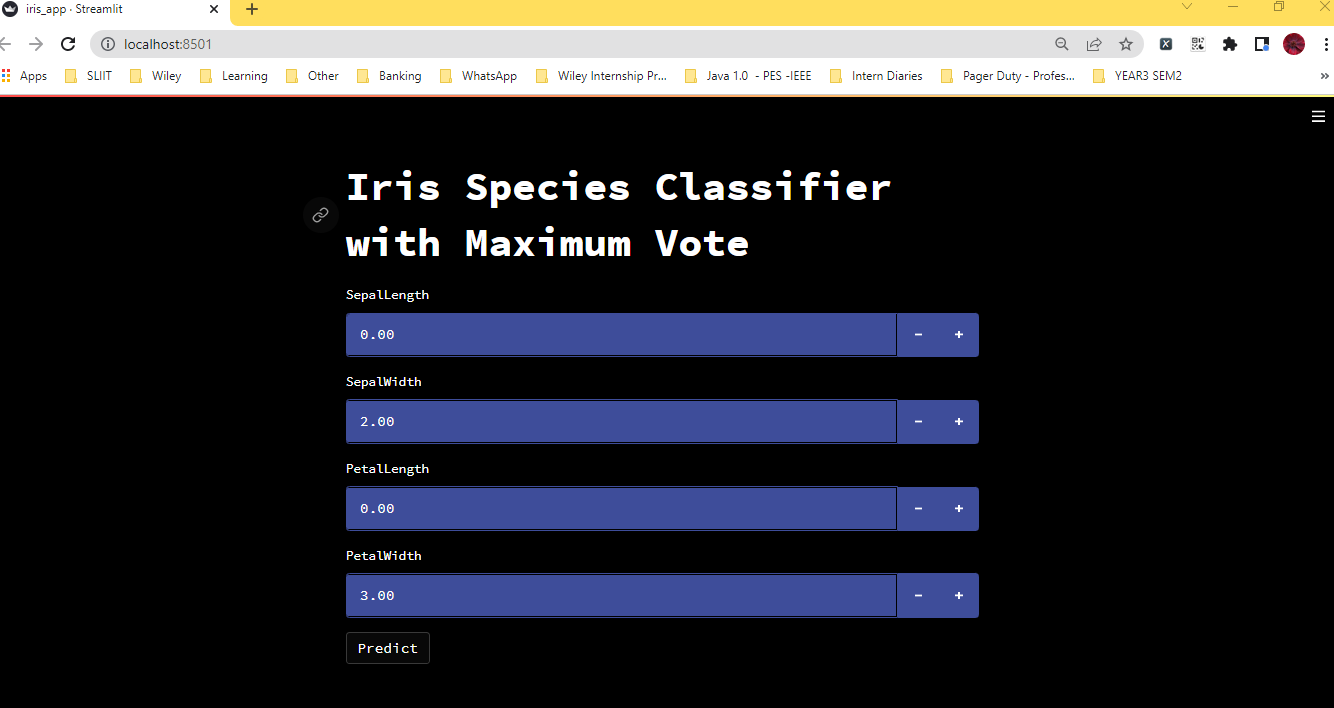 iris_app · Streamlit
localhost:8501
Apps SLIIT Wiley Learning Other Banking WhatsApp Wiley Internship Pr... Java 1.0 - PES -IEEE Intern Diaries Pager Duty - Profes... YEAR3 SEM2 »
Iris Species Classifier
with Maximum Vote
SepalLength
0.00 - +
SepalWidth
2.00 - +
PetalLength
0.00 - +
PetalWidth
3.00 - +
Predict